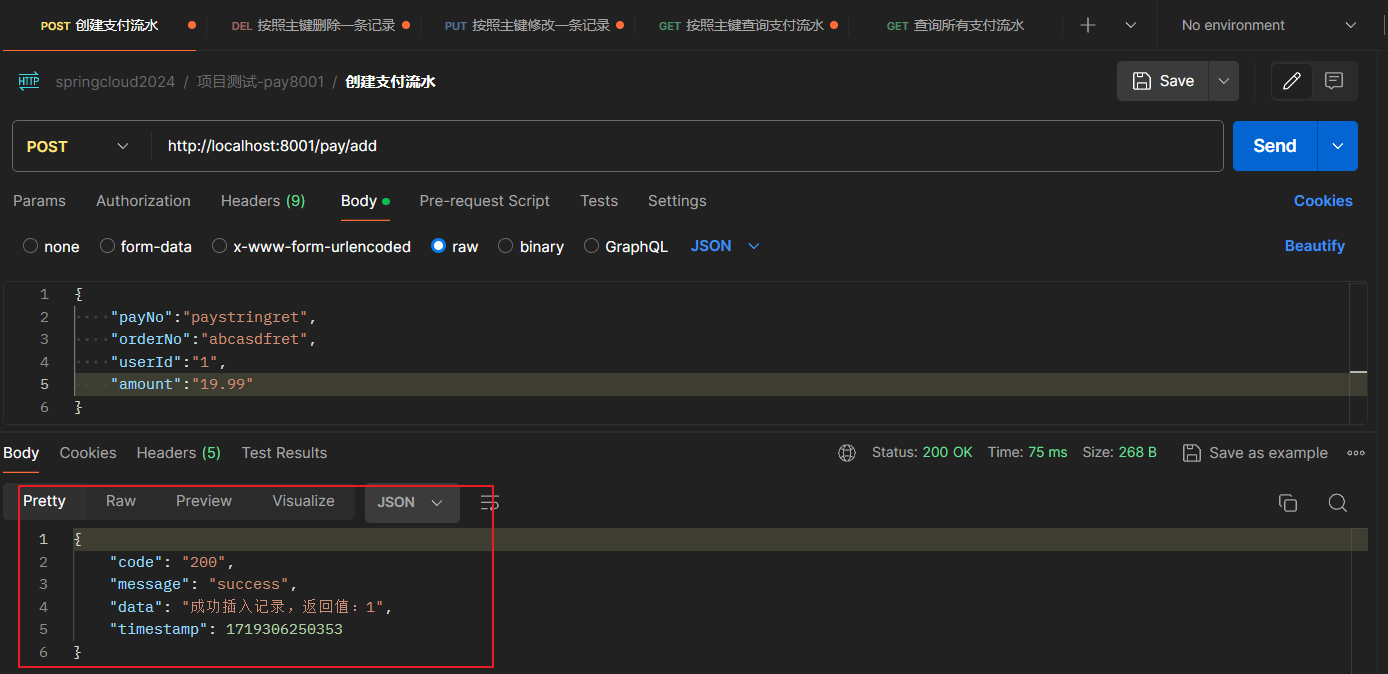 POST 创建支付流水 DEL 按照主键删除一条记录 PUT 按照主键修改一条记录 GET 按照主键查询支付流水 GET 查询所有支付流水 No environment
HTTP springcloud2024 / 项目测试-pay8001 / 创建支付流水 Save
POST http://localhost:8001/pay/add Send
Params Authorization Headers (9) Body Pre-request Script Tests Settings Cookies
none form-data x-www-form-urlencoded raw binary GraphQL JSON Beautify
1 {
2 "payNo":"paystringret",
3 "orderNo":"abcasdfret",
4 "userId":"1",
5 "amount":"19.99"
6 }
Body Cookies Headers (5) Test Results Status: 200 OK Time: 75 ms Size: 268 B Save as example
Pretty Raw Preview Visualize JSON
1 {
2 "code": "200",
3 "message": "success",
4 "data": "成功插入记录，返回值：1",
5 "timestamp": 1719306250353
6 }